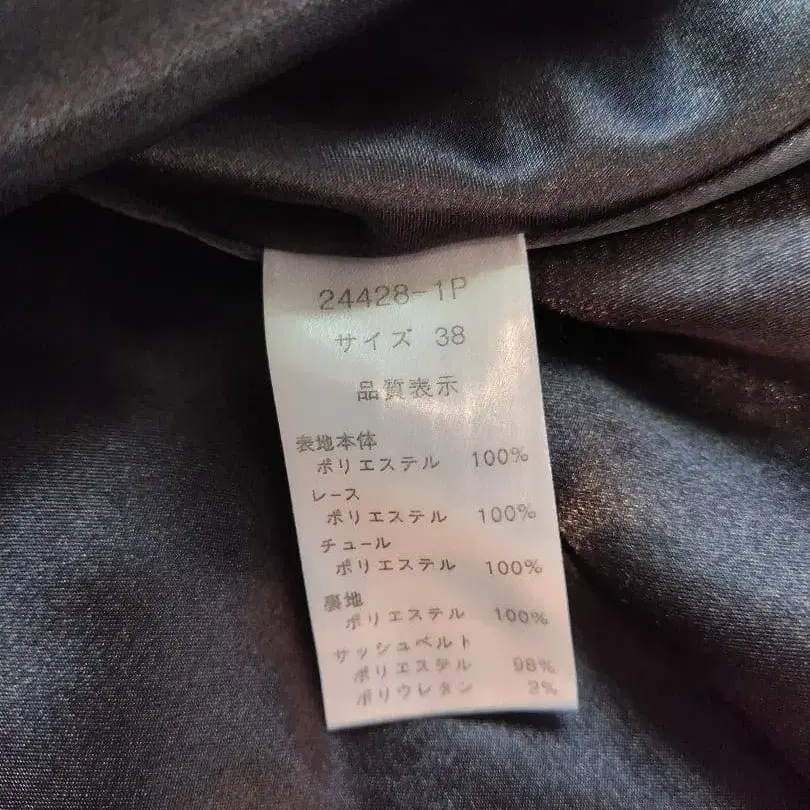 24428-1P
サイズ 38
品質表示
表地本体
ポリエステル 100%
レース
ポリエステル 100%
チュール
ポリエステル 100%
裏地
ポリエステル 100%
サッシュベルト
ポリエステル 98%
ポリウレタン 2%